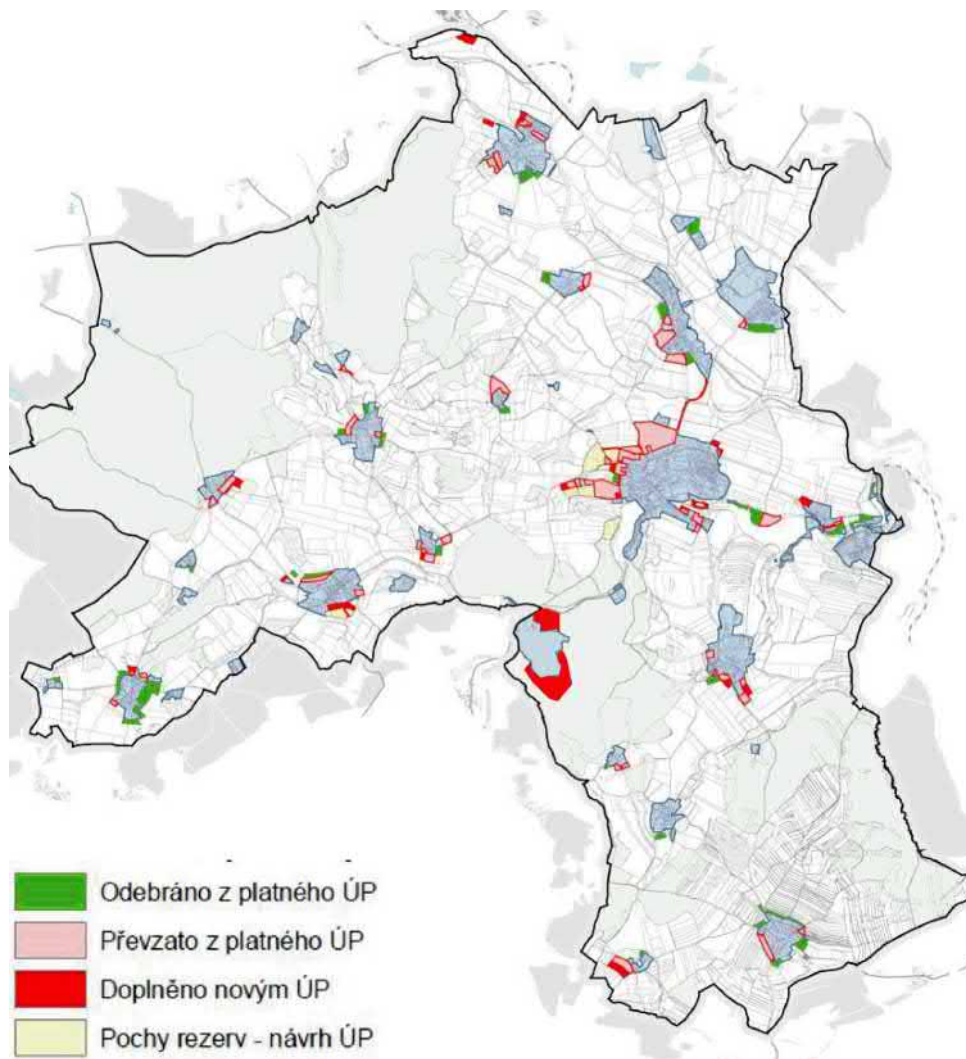 Odebráno z platného ÚP
Převzato z platného ÚP
Doplněno novým ÚP
Pochy rezerv - návrh ÚP